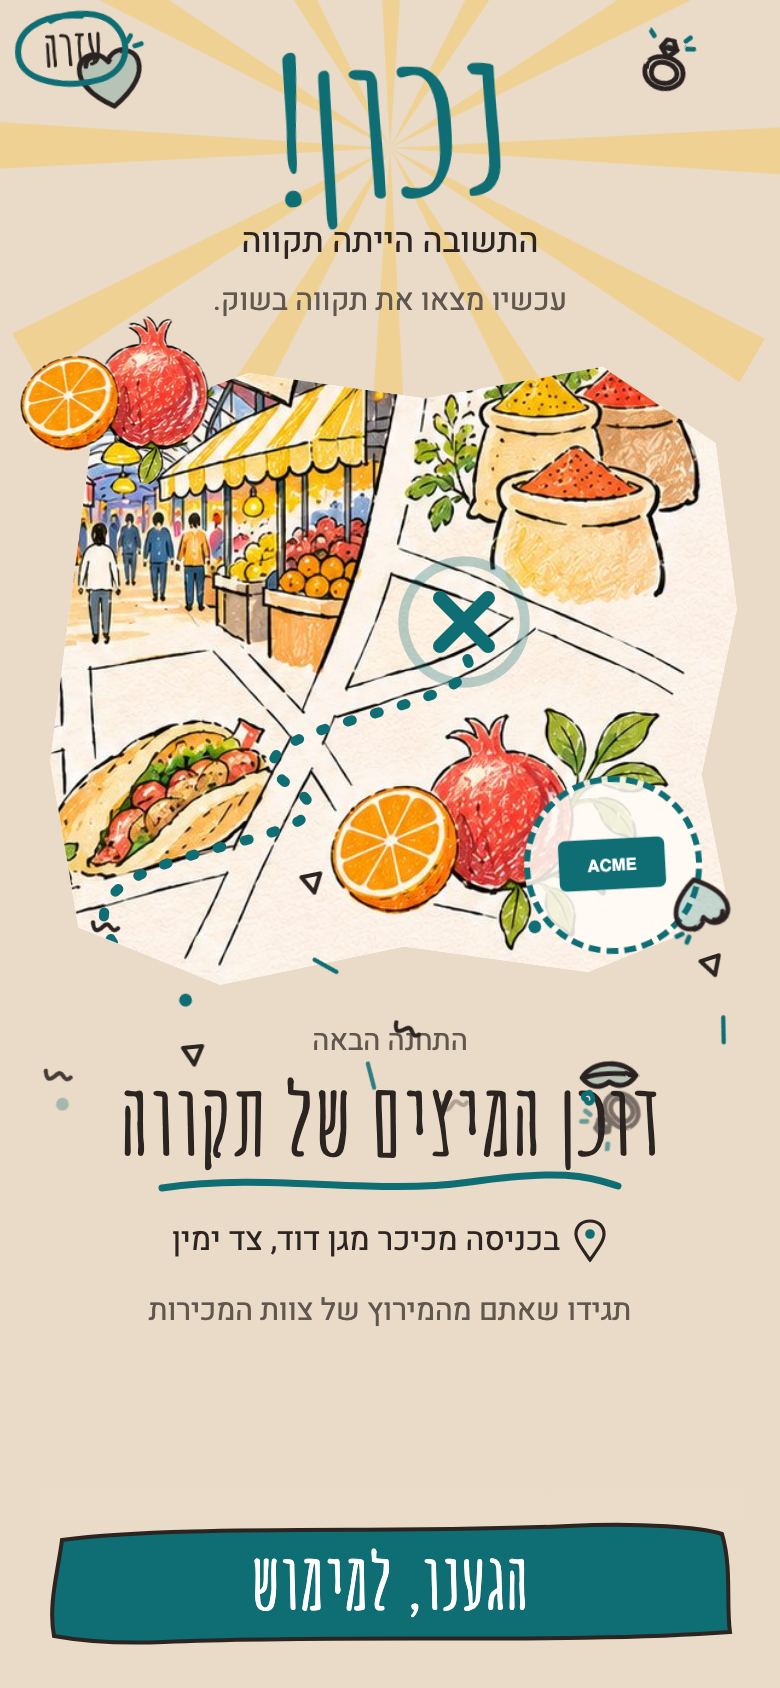 עזרה
נכון!
התשובה הייתה תקווה
עכשיו מצאו את תקווה בשוק.
ACME
התחנה הבאה
דוכן המיצים של תקווה
בכניסה מכיכר מגן דוד, צד ימין
תגידו שאתם מהמירוץ של צוות המכירות
הגענו, למימוש